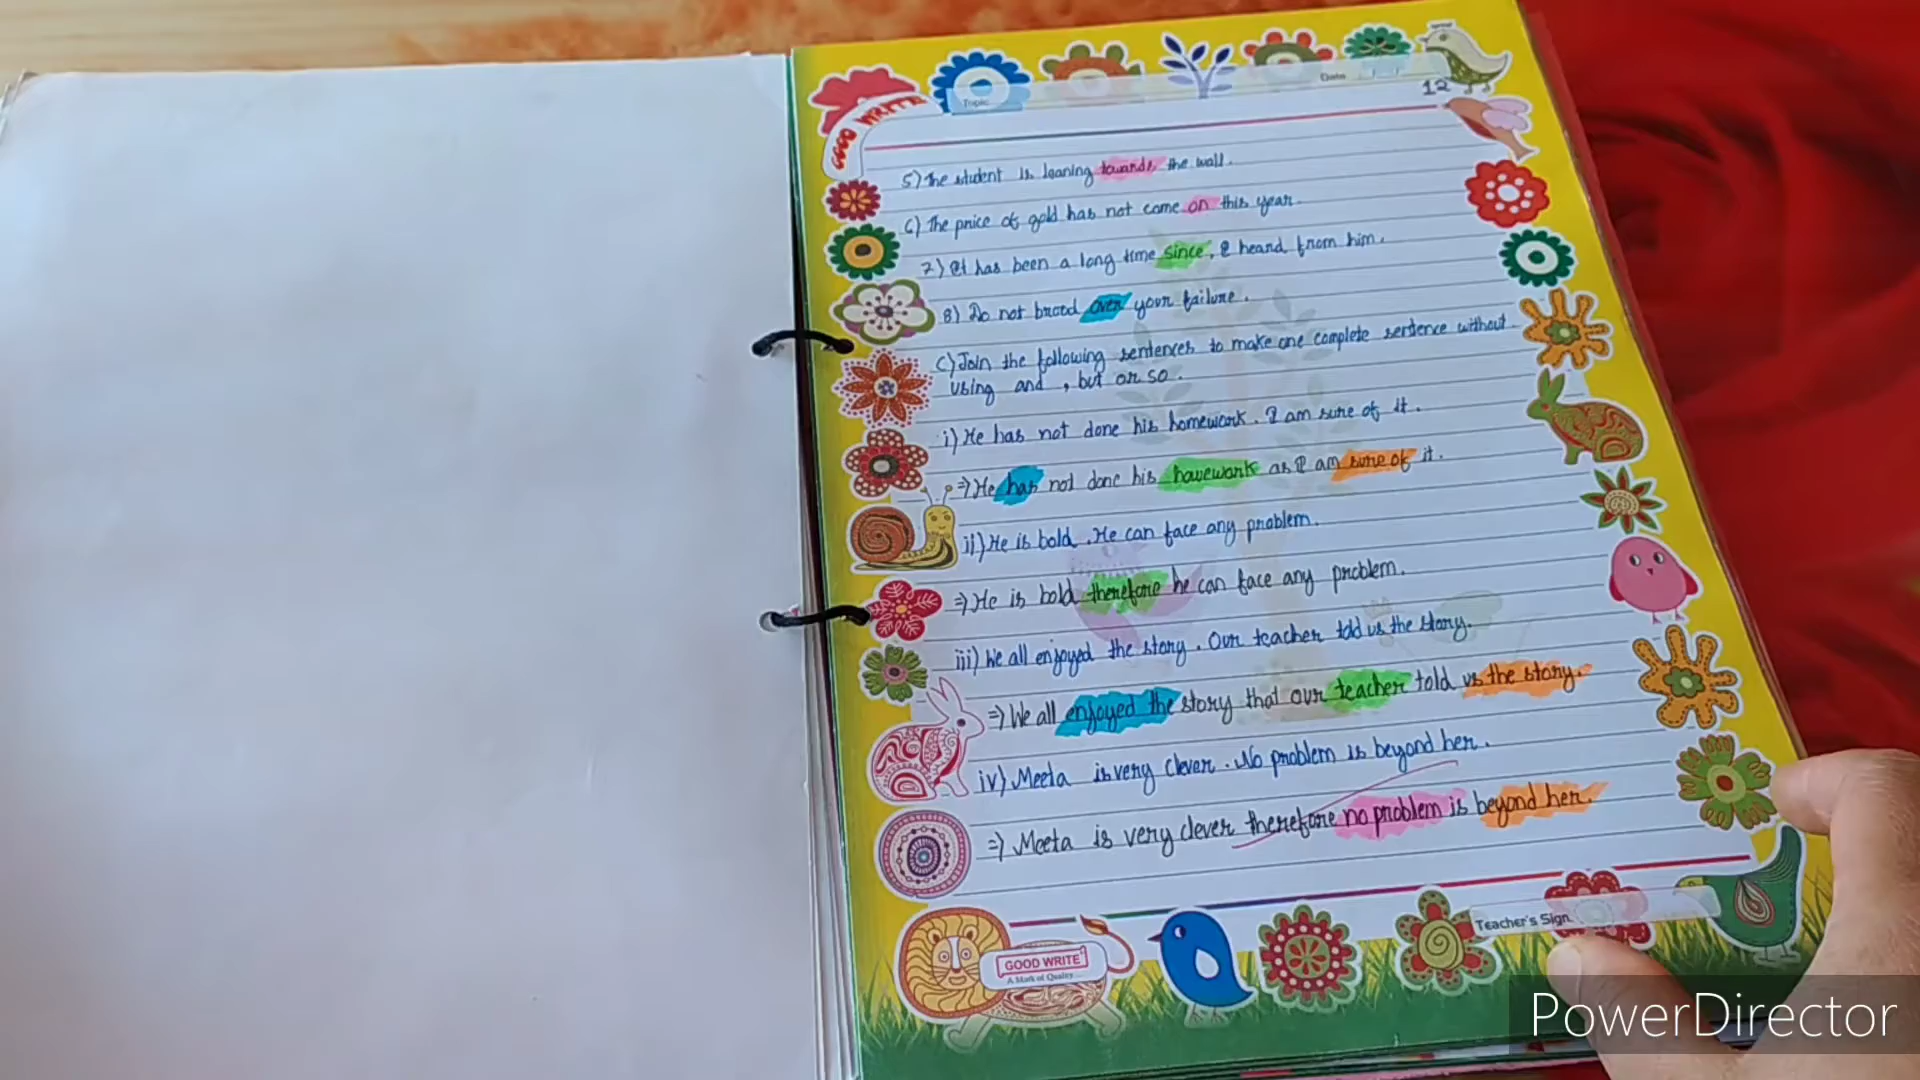 GOOD WRITE
Topic
Date
12
5) The student is leaning towards the wall.
6) The price of gold has not come on this year.
7) It has been a long time since, I heard from him.
8) Do not brood over your failure.
C) Join the following sentences to make one complete sentence without
using and , but or so.
i) He has not done his homework. I am sure of it.
⇒ He has not done his homework as I am sure of it.
ii) He is bold. He can face any problem.
⇒ He is bold therefore he can face any problem.
iii) We all enjoyed the story. Our teacher told us the story.
⇒ We all enjoyed the story that our teacher told us the story.
iv) Meeta is very clever. No problem is beyond her.
⇒ Meeta is very clever therefore no problem is beyond her.
Teacher's Sign.
GOOD WRITE
A Mark of Quality
PowerDirector